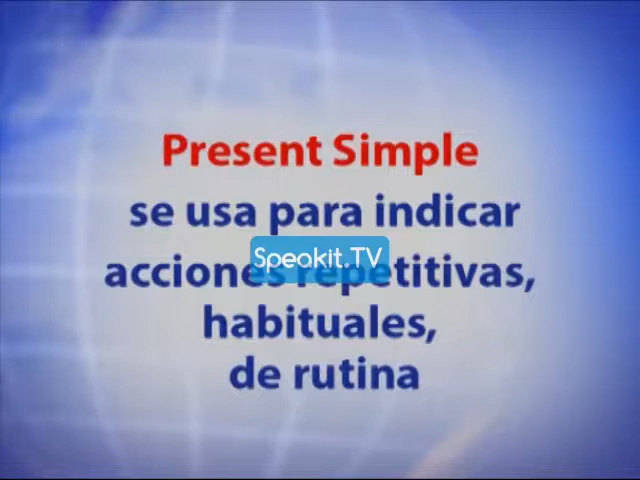 Present Simple
se usa para indicar
Speakit.TV
acciones repetitivas,
habituales,
de rutina